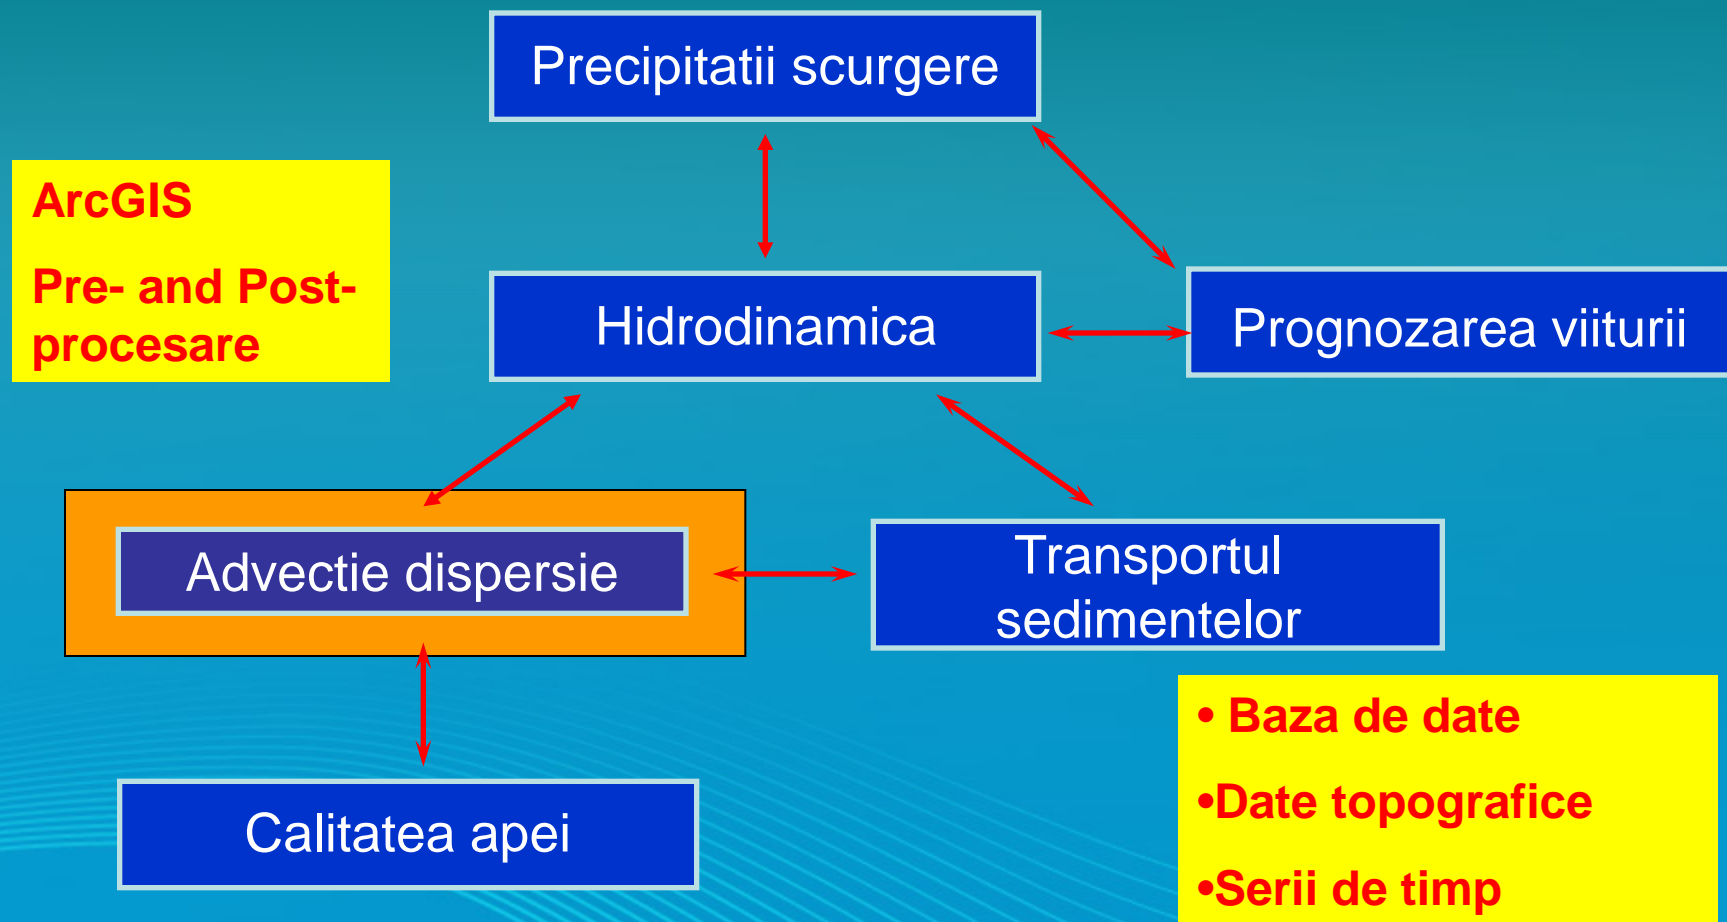 Precipitatii scurgere
ArcGIS
Pre- and Post-
procesare
Hidrodinamica
Prognozarea viiturii
Advectie dispersie
Transportul
sedimentelor
Calitatea apei
• Baza de date
•Date topografice
•Serii de timp